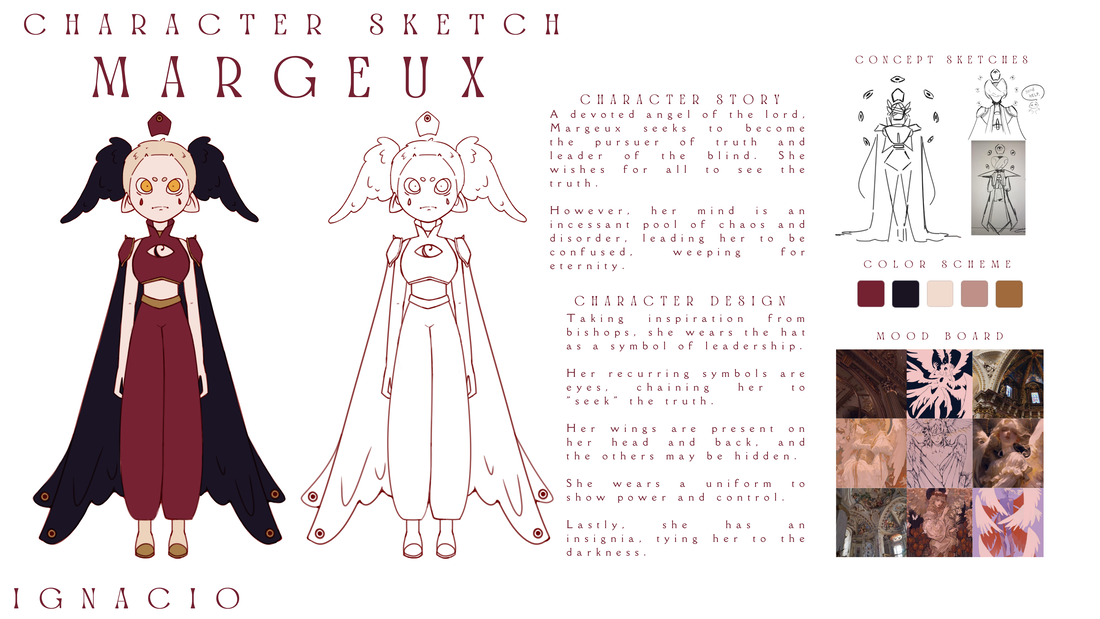 CHARACTER SKETCH
MARGEUX
CHARACTER STORY
A devoted angel of the lord,
Margeux seeks to become
the pursuer of truth and
leader of the blind. She
wishes for all to see the
truth.
However, her mind is an
incessant pool of chaos and
disorder, leading her to be
confused, weeping for
eternity.
CHARACTER DESIGN
Taking inspiration from
bishops, she wears the hat
as a symbol of leadership.
Her recurring symbols are
eyes, chaining her to
"seek" the truth.
Her wings are present on
her head and back, and
the others may be hidden.
She wears a uniform to
show power and control.
Lastly, she has an
insignia, tying her to the
darkness.
CONCEPT SKETCHES
COLOR SCHEME
MOOD BOARD
IGNACIO